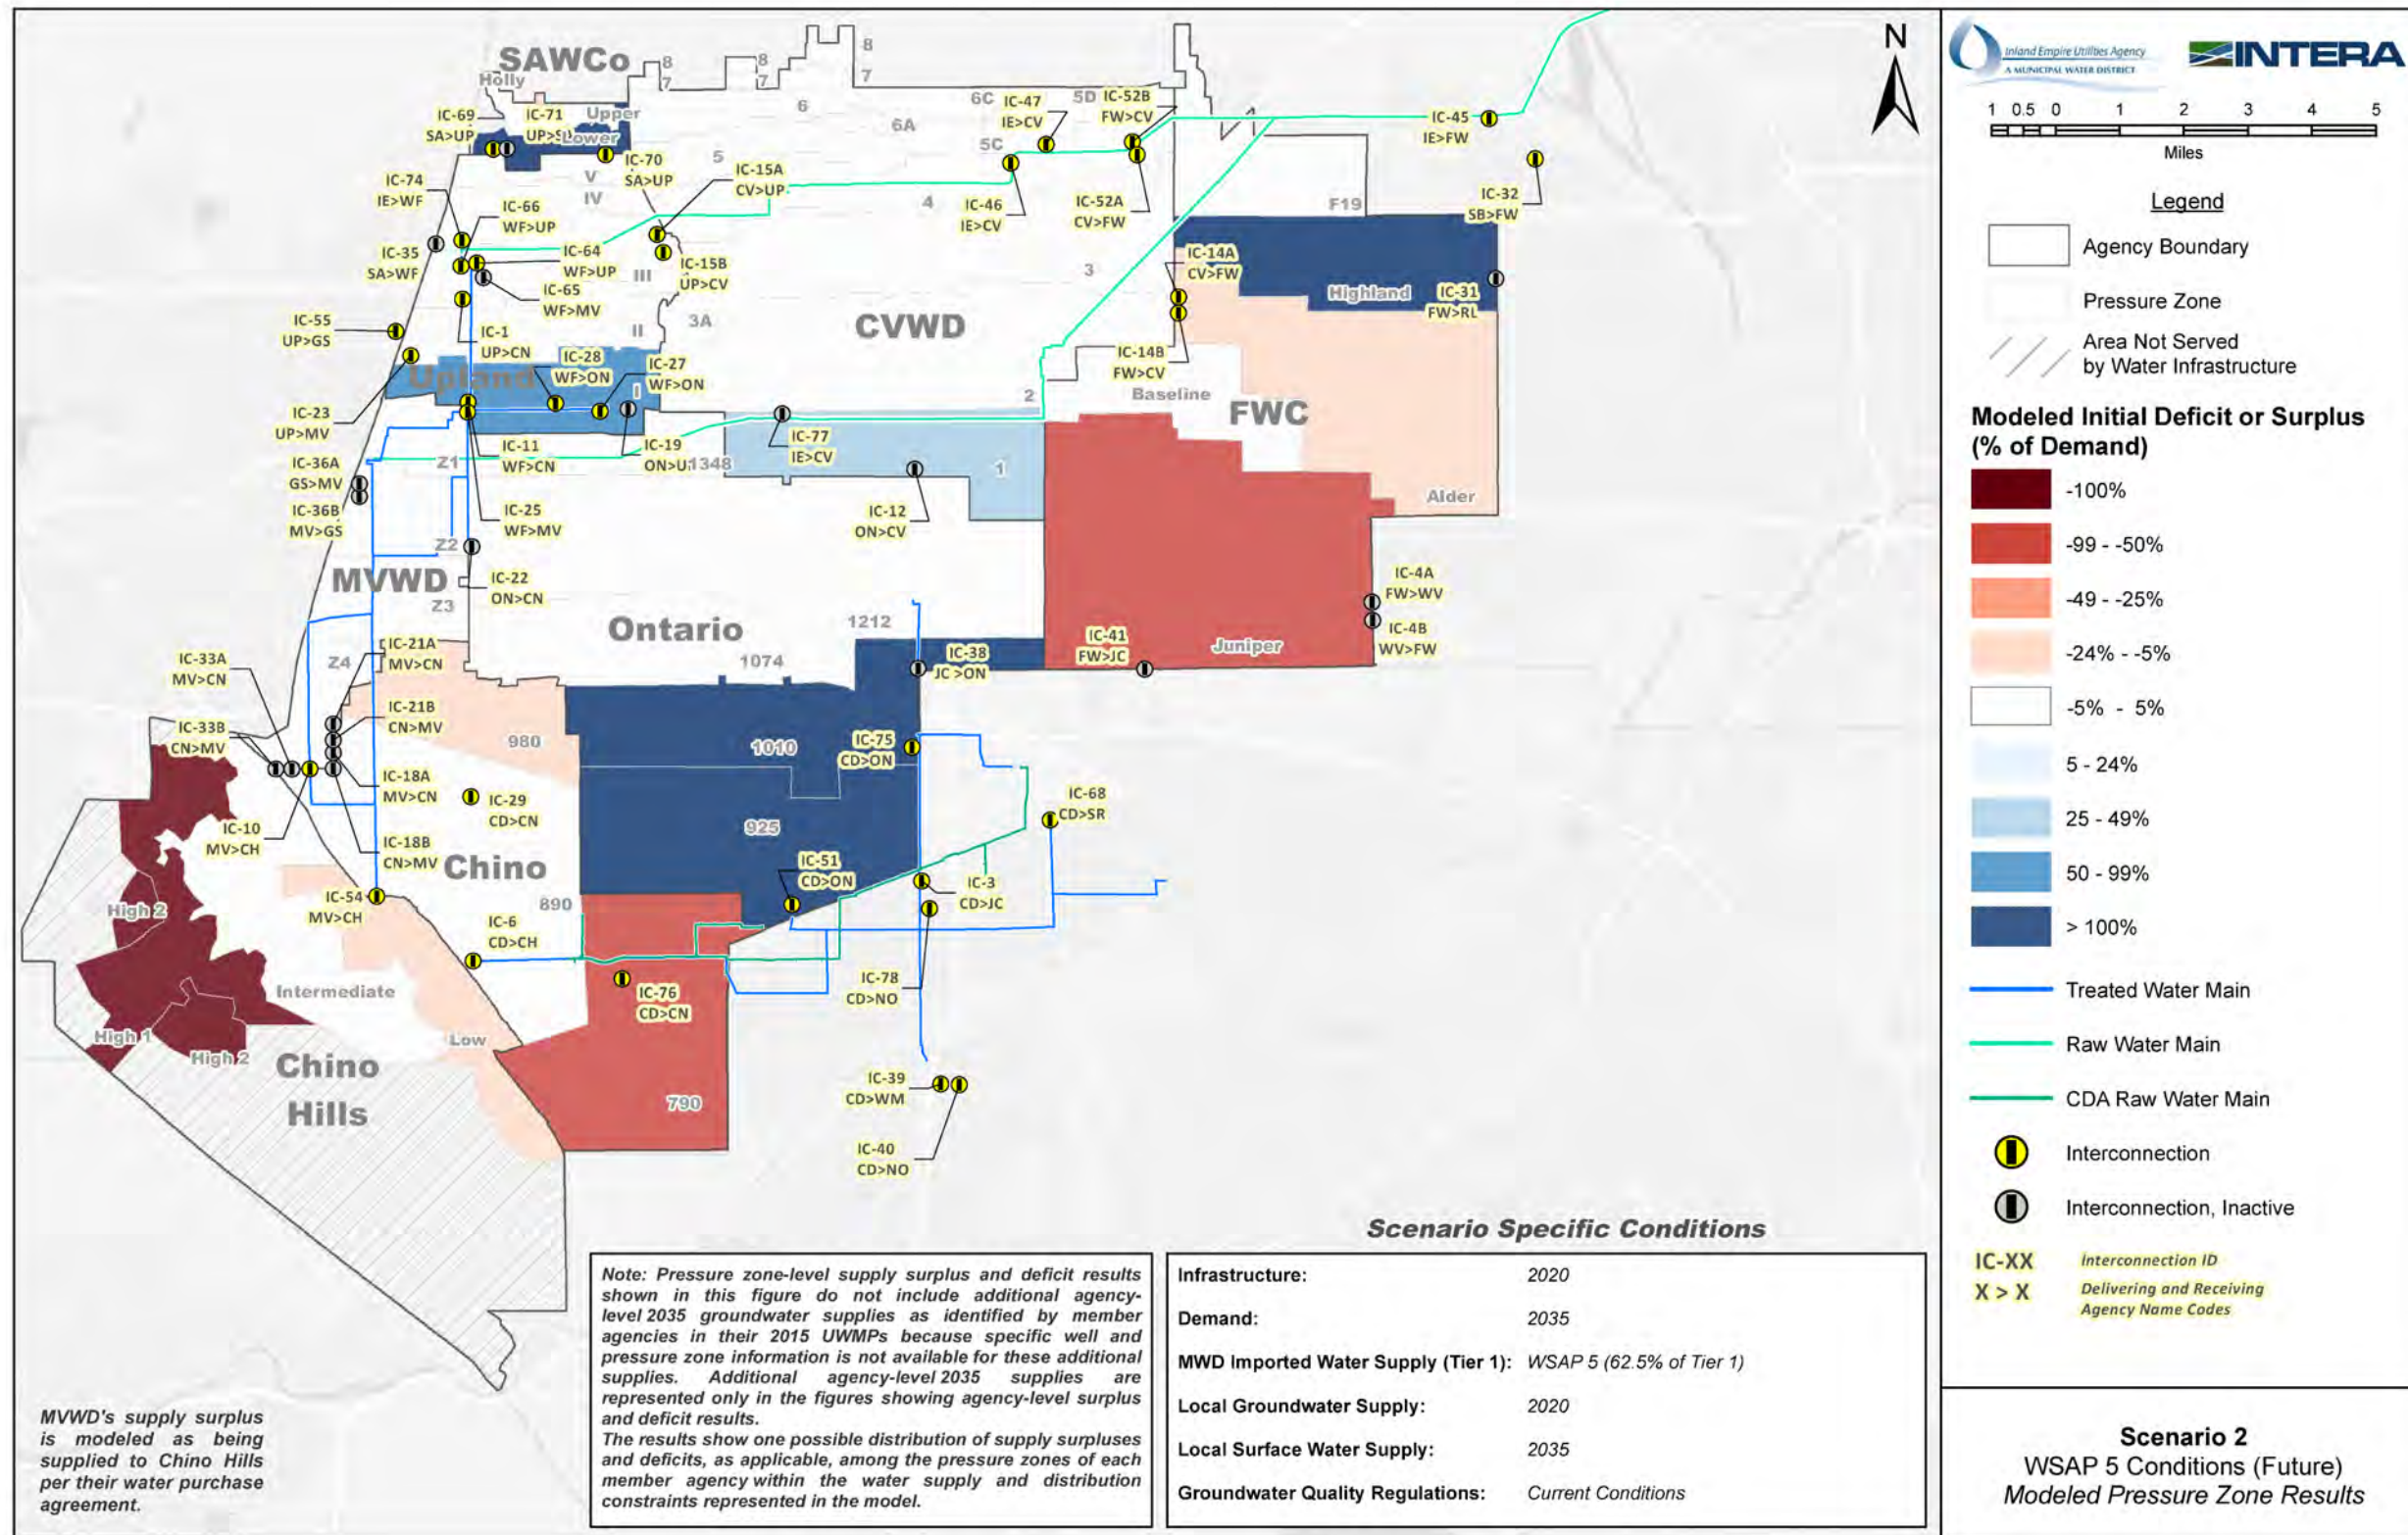 SAWCo
Holly
8
7
8
7
8
7
Upper
Lower
6
6A
6C
5D
5C
5
V
IV
4
III
3
II
3A
I
2
1
CVWD
Upland
F19
Highland
Baseline
FWC
Alder
Juniper
Z1
Z2
Z3
Z4
MVWD
1348
1212
1074
Ontario
1010
925
980
890
790
Chino
Chino
Hills
High 2
High 1
High 2
Intermediate
Low
N
IC-69
SA>UP
IC-71
IC-70
SA>UP
IC-15A
CV>UP
IC-47
IE>CV
IC-52B
FW>CV
IC-45
IE>FW
IC-74
IE>WF
IC-66
WF>UP
IC-46
IE>CV
IC-52A
CV>FW
IC-32
SB>FW
IC-35
SA>WF
IC-64
WF>UP
IC-65
WF>MV
IC-15B
UP>CV
IC-14A
CV>FW
IC-31
FW>RL
IC-55
UP>GS
IC-1
UP>CN
IC-28
WF>ON
IC-27
WF>ON
IC-14B
FW>CV
IC-23
UP>MV
IC-11
WF>CN
IC-19
IC-77
IE>CV
IC-36A
GS>MV
IC-36B
MV>GS
IC-25
WF>MV
IC-12
ON>CV
IC-22
ON>CN
IC-4A
FW>WV
IC-4B
WV>FW
IC-41
FW>JC
IC-38
JC >ON
IC-33A
MV>CN
IC-21A
MV>CN
IC-33B
CN>MV
IC-21B
CN>MV
IC-75
CD>ON
IC-18A
MV>CN
IC-29
CD>CN
IC-68
CD>SR
IC-10
MV>CH
IC-18B
CN>MV
IC-51
CD>ON
IC-3
CD>JC
IC-54
MV>CH
IC-6
CD>CH
IC-76
CD>CN
IC-78
CD>NO
IC-39
CD>WM
IC-40
CD>NO
MVWD's supply surplus
is modeled as being
supplied to Chino Hills
per their water purchase
agreement.
Note: Pressure zone-level supply surplus and deficit results
shown in this figure do not include additional agency-
level 2035 groundwater supplies as identified by member
agencies in their 2015 UWMPs because specific well and
pressure zone information is not available for these additional
supplies. Additional agency-level 2035 supplies are
represented only in the figures showing agency-level surplus
and deficit results.
The results show one possible distribution of supply surpluses
and deficits, as applicable, among the pressure zones of each
member agency within the water supply and distribution
constraints represented in the model.
Scenario Specific Conditions
Infrastructure: 2020
Demand: 2035
MWD Imported Water Supply (Tier 1): WSAP 5 (62.5% of Tier 1)
Local Groundwater Supply: 2020
Local Surface Water Supply: 2035
Groundwater Quality Regulations: Current Conditions
Inland Empire Utilities Agency
A MUNICIPAL WATER DISTRICT
INTERA
1 0.5 0 1 2 3 4 5
Miles
Legend
Agency Boundary
Pressure Zone
Area Not Served
by Water Infrastructure
Modeled Initial Deficit or Surplus
(% of Demand)
-100%
-99 - -50%
-49 - -25%
-24% - -5%
-5% - 5%
5 - 24%
25 - 49%
50 - 99%
> 100%
Treated Water Main
Raw Water Main
CDA Raw Water Main
Interconnection
Interconnection, Inactive
IC-XX Interconnection ID
X > X Delivering and Receiving
Agency Name Codes
Scenario 2
WSAP 5 Conditions (Future)
Modeled Pressure Zone Results